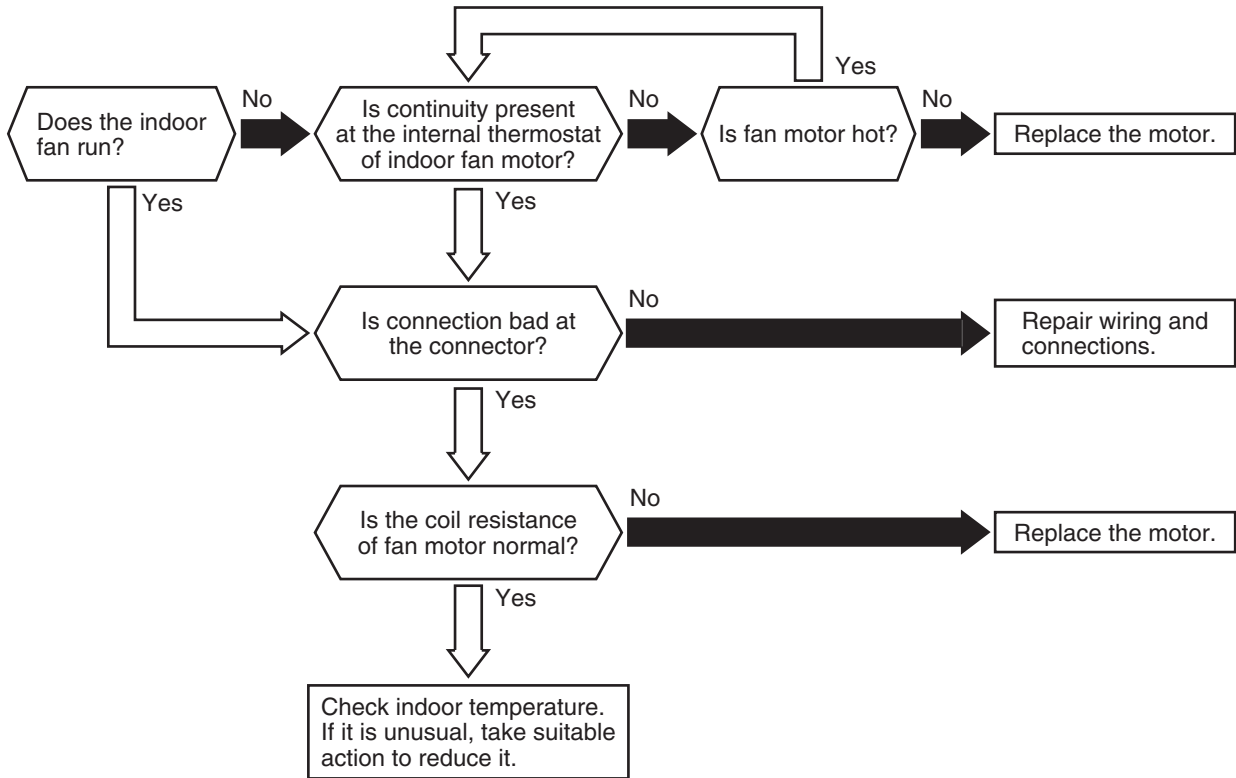 Yes
No
No
No
Does the indoor
fan run?
Is continuity present
at the internal thermostat
of indoor fan motor?
Is fan motor hot?
Replace the motor.
Yes
Yes
No
Is connection bad at
the connector?
Repair wiring and
connections.
Yes
No
Is the coil resistance
of fan motor normal?
Replace the motor.
Yes
Check indoor temperature.
If it is unusual, take suitable
action to reduce it.